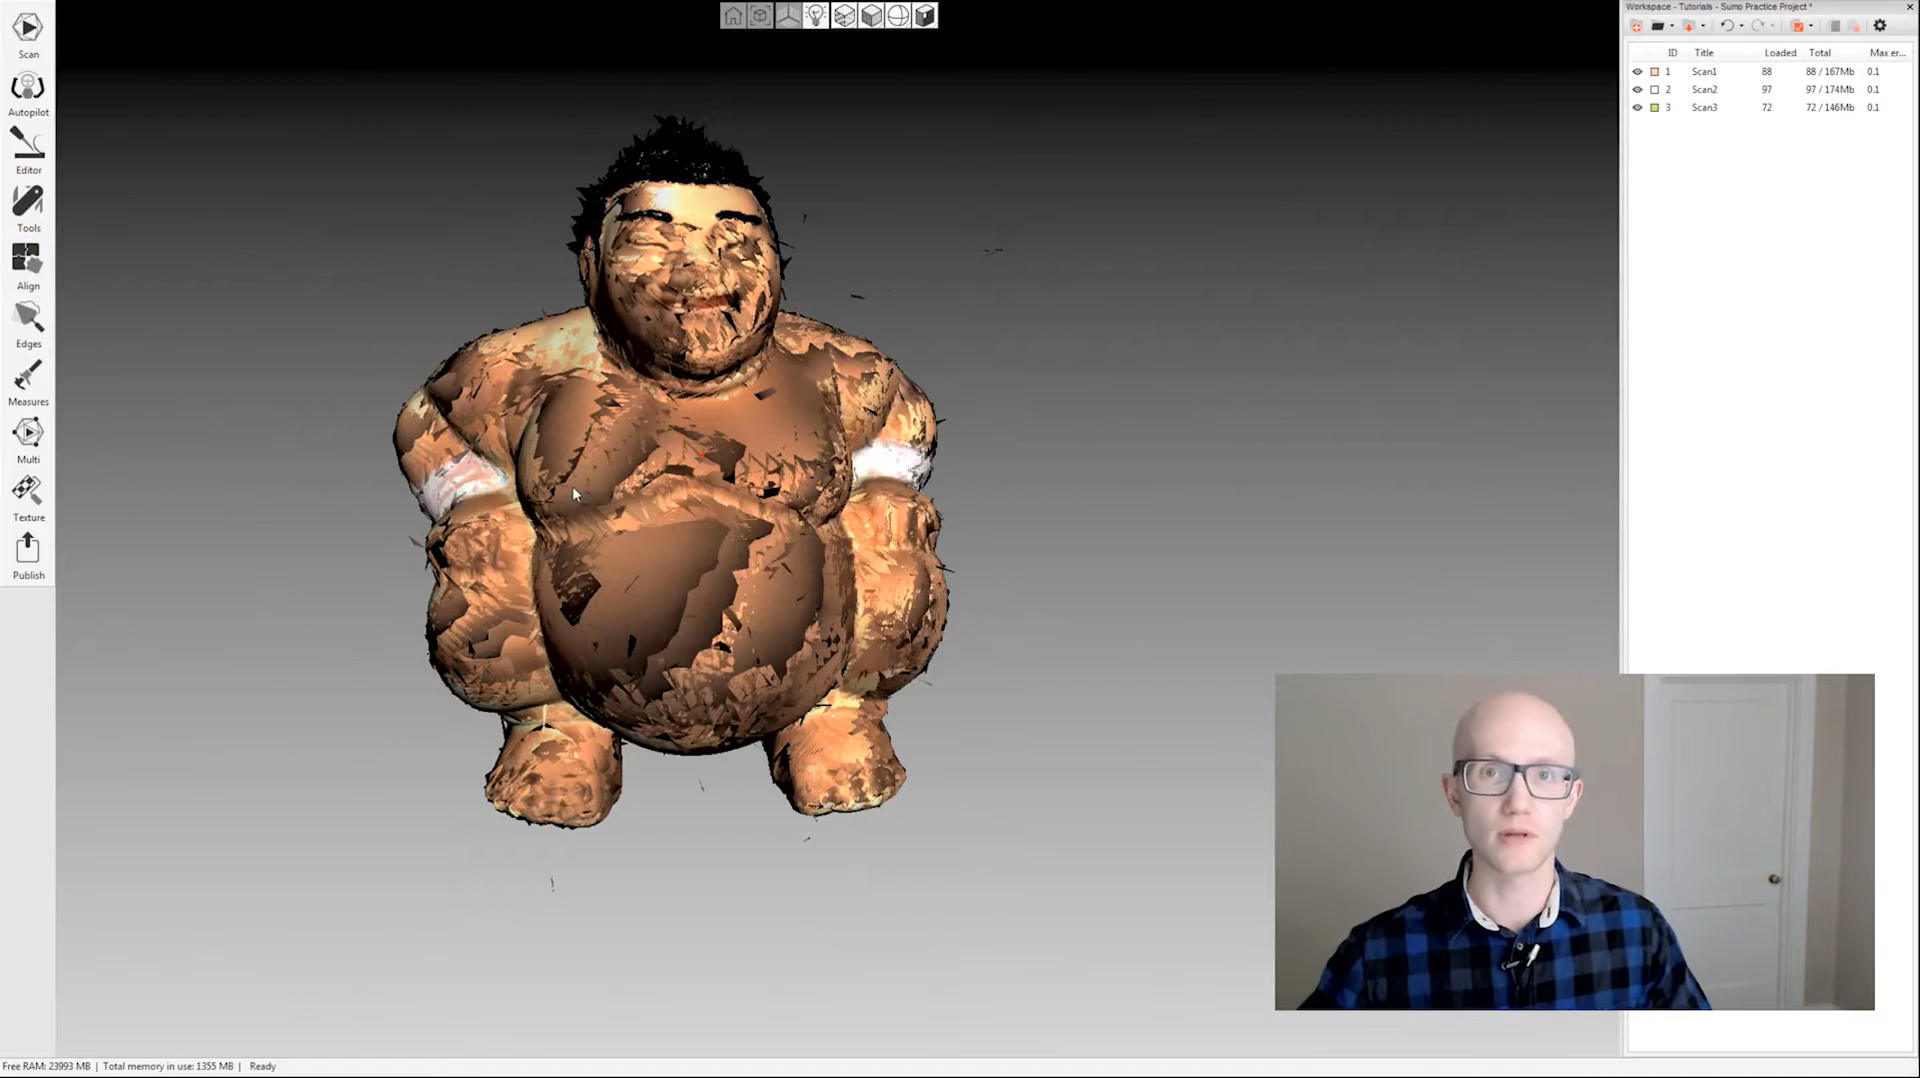 Workspace - Tutorials - Sumo Practice Project *
ID Title Loaded Total Max er...
1 Scan1 88 88 / 167Mb 0.1
2 Scan2 97 97 / 174Mb 0.1
3 Scan3 72 72 / 146Mb 0.1
Scan
Autopilot
Editor
Tools
Align
Edges
Measures
Multi
Texture
Publish
Free RAM: 23993 MB | Total memory in use: 1355 MB | Ready